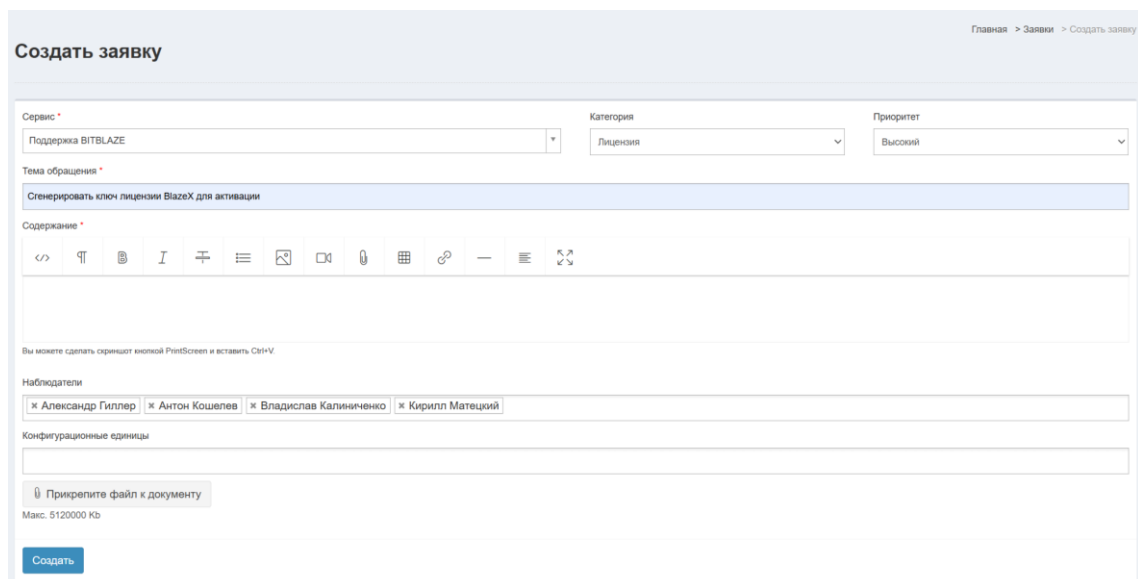 Главная > Заявки > Создать заявку
Создать заявку
Сервис * Категория Приоритет
Поддержка BITBLAZE Лицензия Высокий
Тема обращения *
Сгенерировать ключ лицензии BlazeX для активации
Содержание *
Вы можете сделать скриншот кнопкой PrintScreen и вставить Ctrl+V.
Наблюдатели
× Александр Гиллер × Антон Кошелев × Владислав Калиниченко × Кирилл Матецкий
Конфигурационные единицы
Прикрепите файл к документу
Макс. 5120000 Kb
Создать